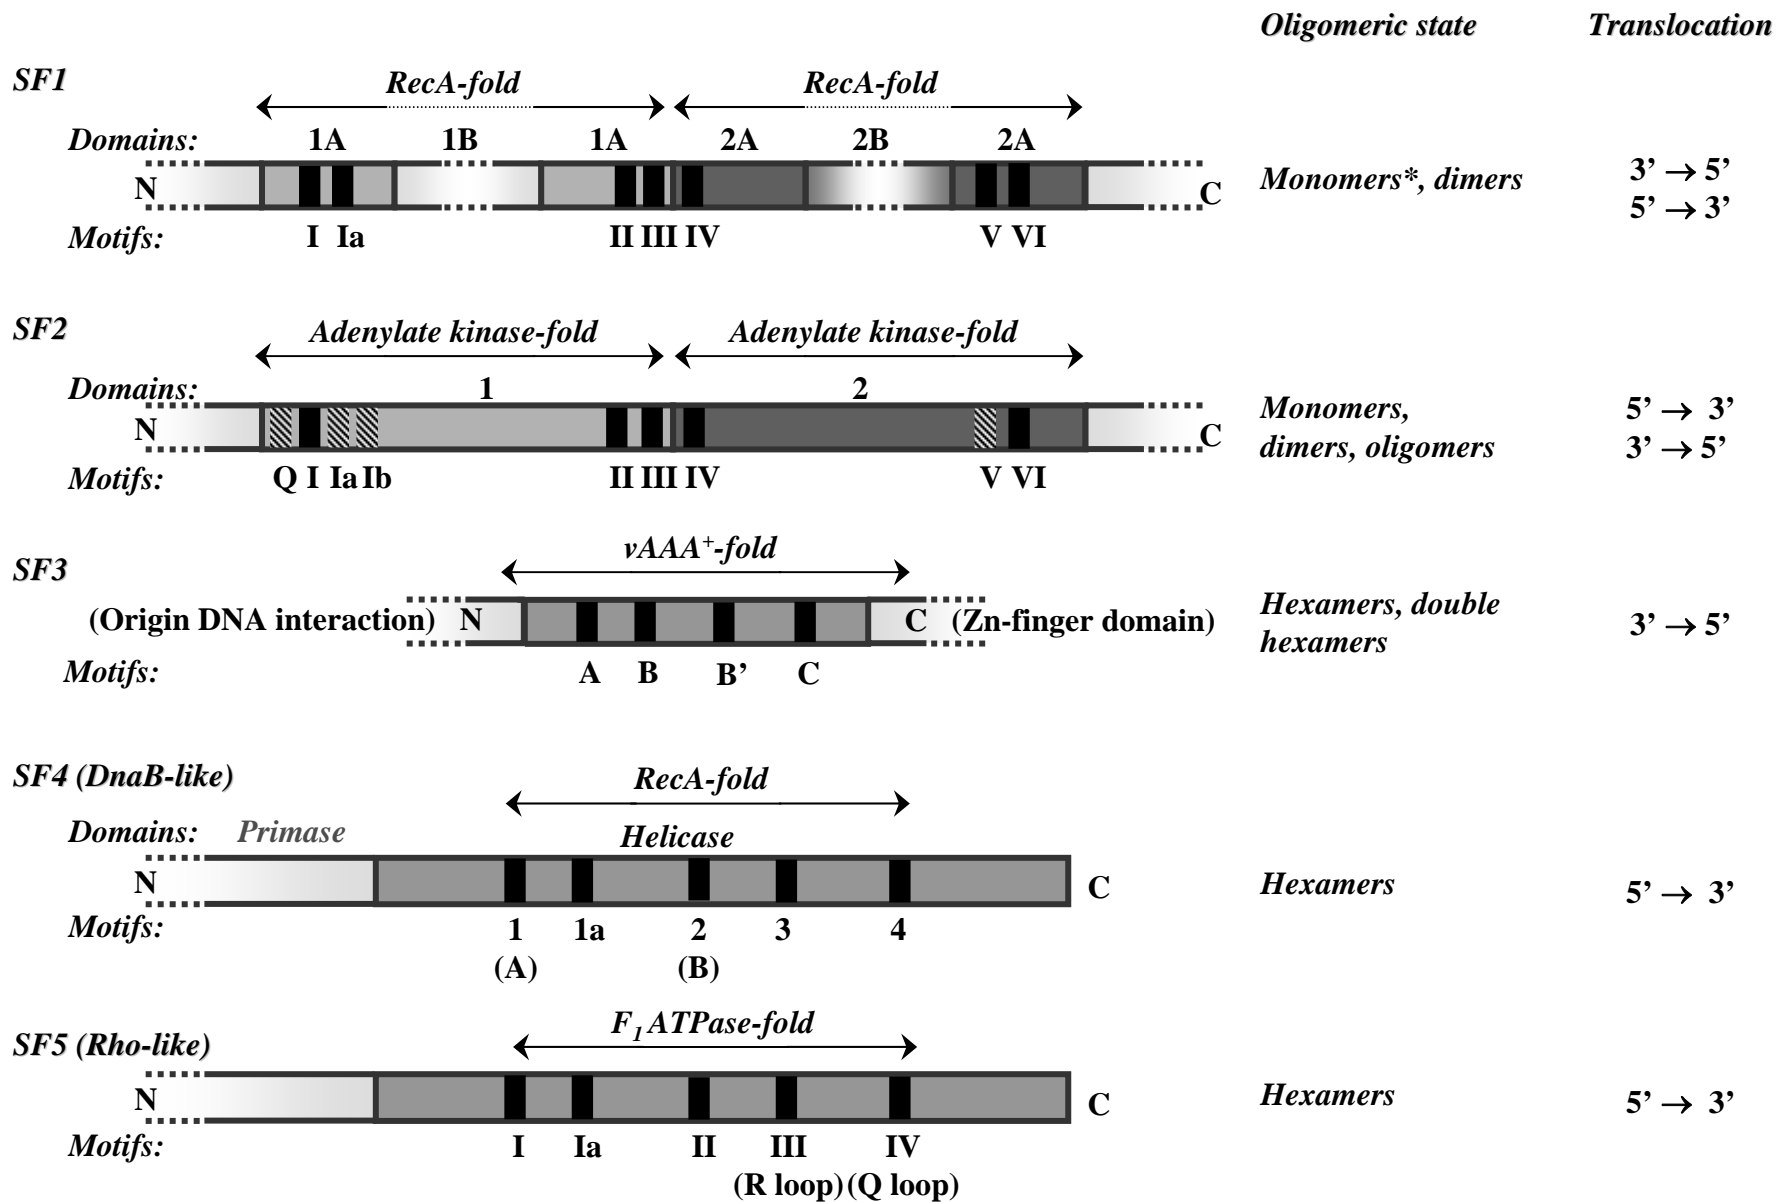 Oligomeric state Translocation
SF1
RecA-fold RecA-fold
Domains: 1A 1B 1A 2A 2B 2A
N C
Monomers*, dimers
3’ → 5’
5’ → 3’
Motifs: I Ia II III IV V VI
SF2
Adenylate kinase-fold Adenylate kinase-fold
Domains: 1 2
N C
Monomers,
dimers, oligomers
5’ → 3’
3’ → 5’
Motifs: Q I Ia Ib II III IV V VI
SF3
vAAA⁺-fold
(Origin DNA interaction) N C (Zn-finger domain)
Hexamers, double
hexamers
3’ → 5’
Motifs: A B B’ C
SF4 (DnaB-like)
RecA-fold
Domains: Primase Helicase
N C
Hexamers 5’ → 3’
Motifs: 1 1a 2 3 4
(A) (B)
SF5 (Rho-like)
F₁ ATPase-fold
N C
Hexamers 5’ → 3’
Motifs: I Ia II III IV
(R loop) (Q loop)